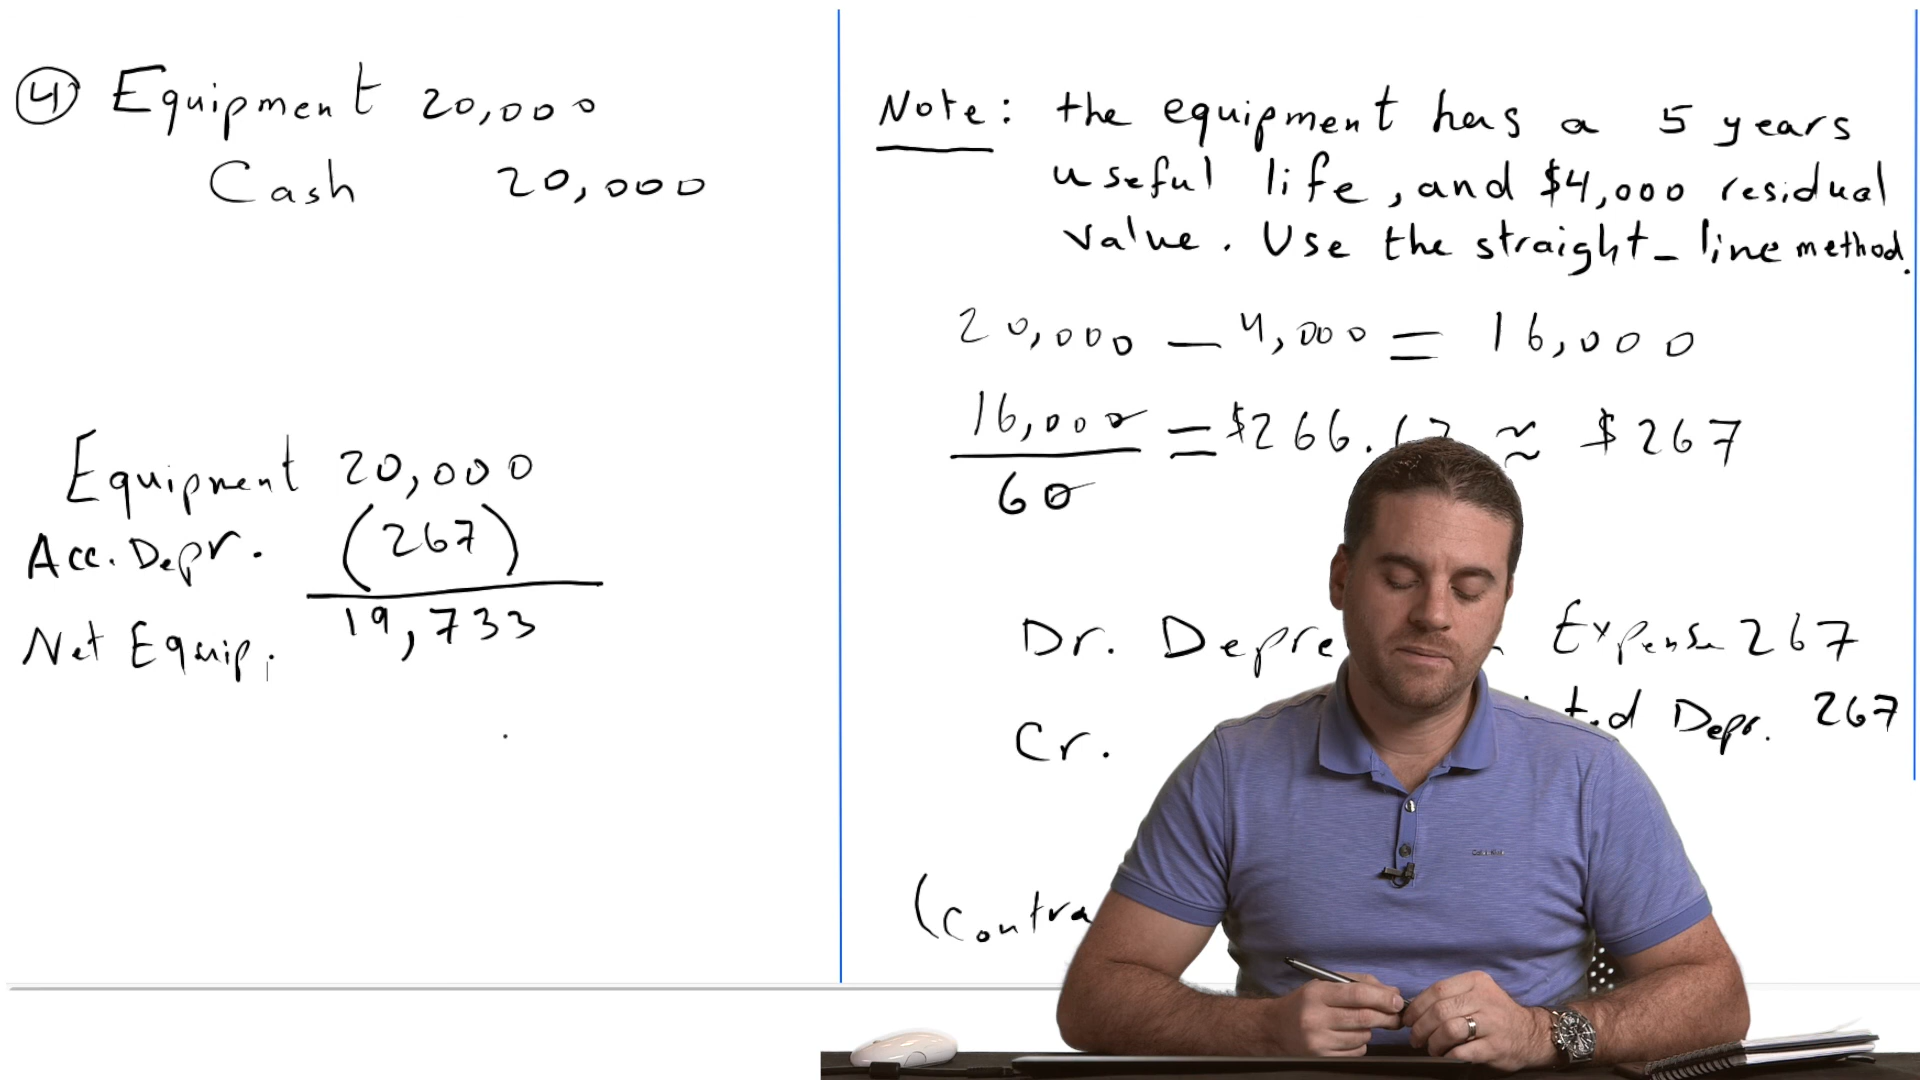 4 Equipment 20,000
Cash 20,000
Equipment 20,000
Acc. Depr. (267)
Net Equip. 19,733
Note: the equipment has a 5 years
useful life, and $4,000 residual
value. Use the straight-line method.
20,000 - 4,000 = 16,000
16,000
60
= $266.67 ≈ $267
Dr. Expense 267
Cr. Depr. 267
(Contra